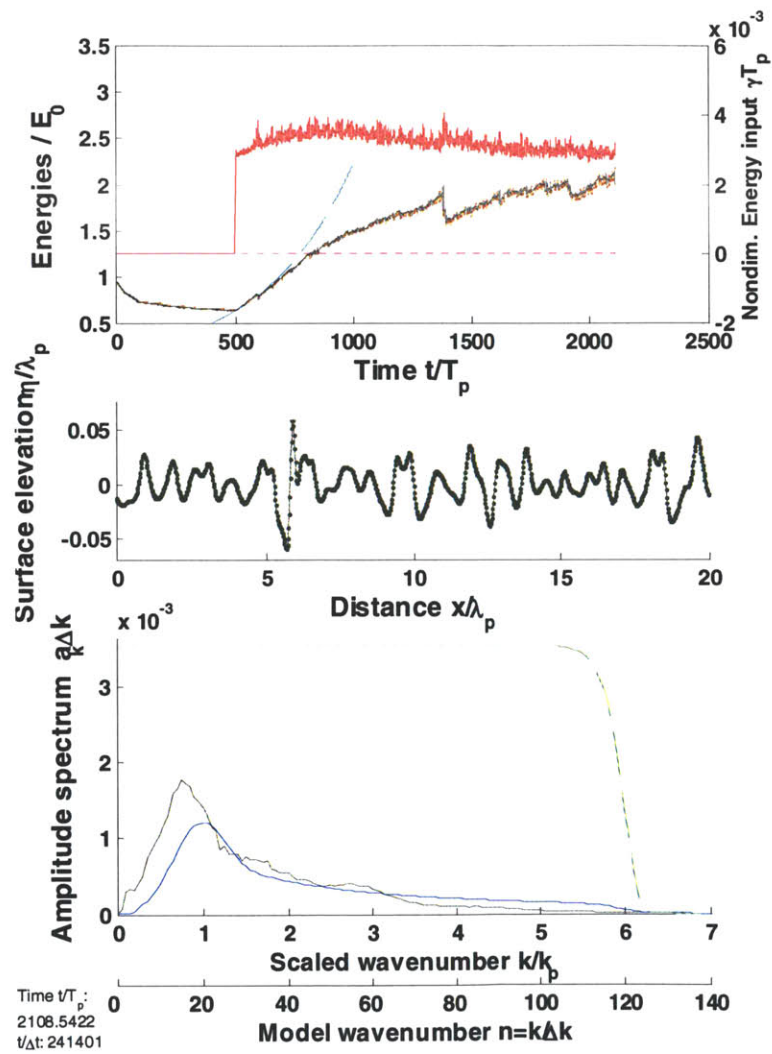 x 10⁻³
3.5
3
2.5
2
1.5
1
0.5
Energies / E₀
6
4
2
0
-2
Nondim. Energy input γTₚ
0 500 1000 1500 2000 2500
Time t/Tₚ
0.05
0
-0.05
Surface elevationη/λₚ
0 5 10 15 20
Distance x/λₚ
x 10⁻³
3
2
1
0
Amplitude spectrum aₖΔk
0 1 2 3 4 5 6 7
Scaled wavenumber k/kₚ
0 20 40 60 80 100 120 140
Model wavenumber n=k/Δk
Time t/Tₚ:
2108.5422
t/Δt: 241401